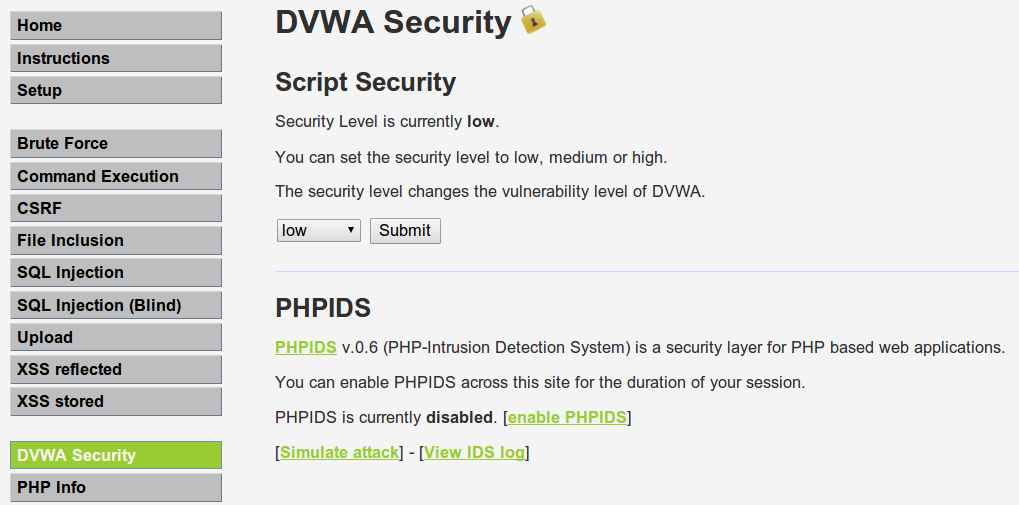 Home
Instructions
Setup
Brute Force
Command Execution
CSRF
File Inclusion
SQL Injection
SQL Injection (Blind)
Upload
XSS reflected
XSS stored
DVWA Security
PHP Info
DVWA Security
Script Security
Security Level is currently low.
You can set the security level to low, medium or high.
The security level changes the vulnerability level of DVWA.
low Submit
PHPIDS
PHPIDS v.0.6 (PHP-Intrusion Detection System) is a security layer for PHP based web applications.
You can enable PHPIDS across this site for the duration of your session.
PHPIDS is currently disabled. [enable PHPIDS]
[Simulate attack] - [View IDS log]